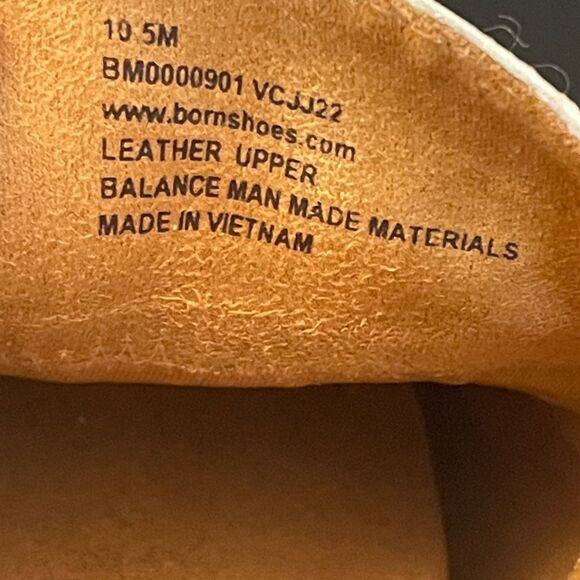 10.5M
BM0000901 VCJJ22
www.bornshoes.com
LEATHER UPPER
BALANCE MAN MADE MATERIALS
MADE IN VIETNAM